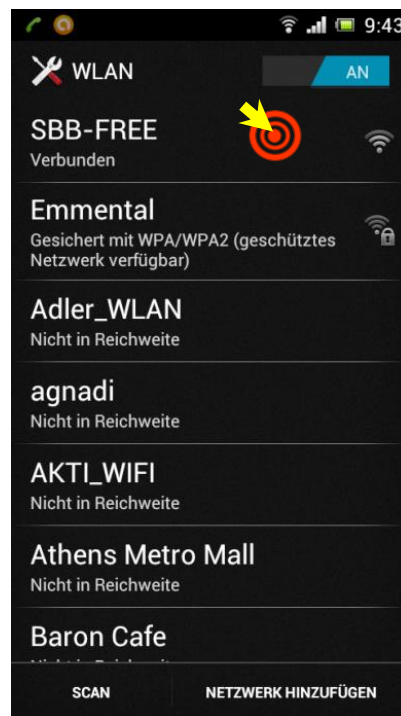 9:43
WLAN
AN
SBB-FREE
Verbunden
Emmental
Gesichert mit WPA/WPA2 (geschütztes
Netzwerk verfügbar)
Adler_WLAN
Nicht in Reichweite
agnadi
Nicht in Reichweite
AKTI_WIFI
Nicht in Reichweite
Athens Metro Mall
Nicht in Reichweite
Baron Cafe
SCAN
NETZWERK HINZUFÜGEN